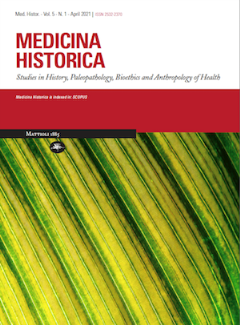 Med. Histor. - Vol. 5 - N. 1 - April 2021 | ISSN 2532-2370
MEDICINA
HISTORICA
Studies in History, Paleopathology, Bioethics and Anthropology of Health
Medicina Historica is indexed in: SCOPUS
MATTIOLI 1885